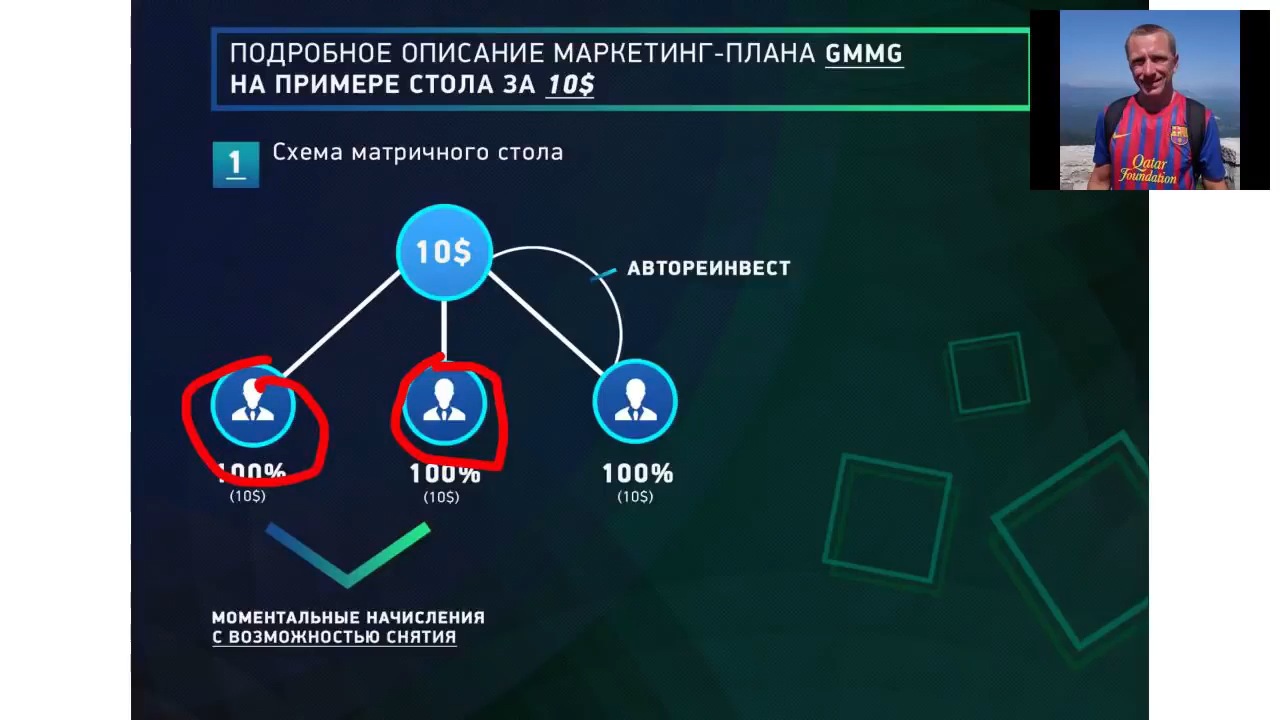 ПОДРОБНОЕ ОПИСАНИЕ МАРКЕТИНГ-ПЛАНА GMMG
НА ПРИМЕРЕ СТОЛА ЗА 10$
1
Схема матричного стола
10$
АВТОРЕИНВЕСТ
100% 100% 100%
(10$) (10$) (10$)
МОМЕНТАЛЬНЫЕ НАЧИСЛЕНИЯ
С ВОЗМОЖНОСТЬЮ СНЯТИЯ
Qatar
Foundation